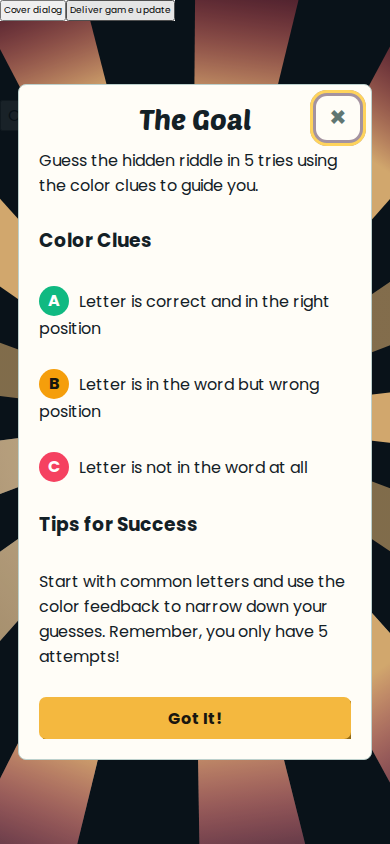 Cover dialog Deliver game update
The Goal
✖
Guess the hidden riddle in 5 tries using
the color clues to guide you.
Color Clues
A Letter is correct and in the right
position
B Letter is in the word but wrong
position
C Letter is not in the word at all
Tips for Success
Start with common letters and use the
color feedback to narrow down your
guesses. Remember, you only have 5
attempts!
Got It!